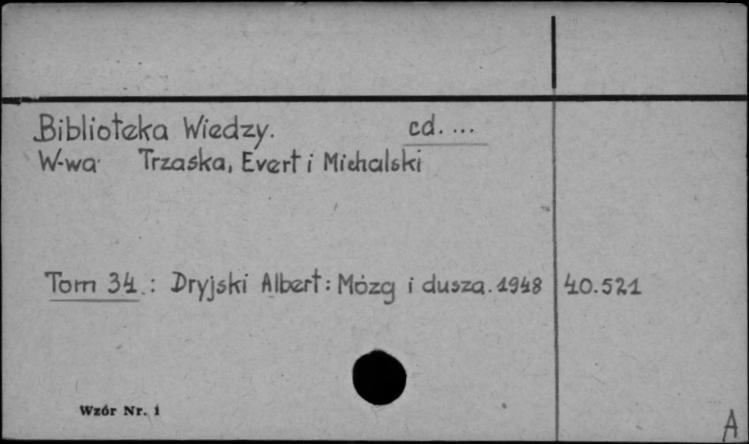 Biblioteka Wiedzy. cd. ...
W-wa Trzaska, Evert i Michalski
Tom 34. : Dryjski Albert: Mózg i dusza. 1948 40.521
Wzór Nr. 1
A